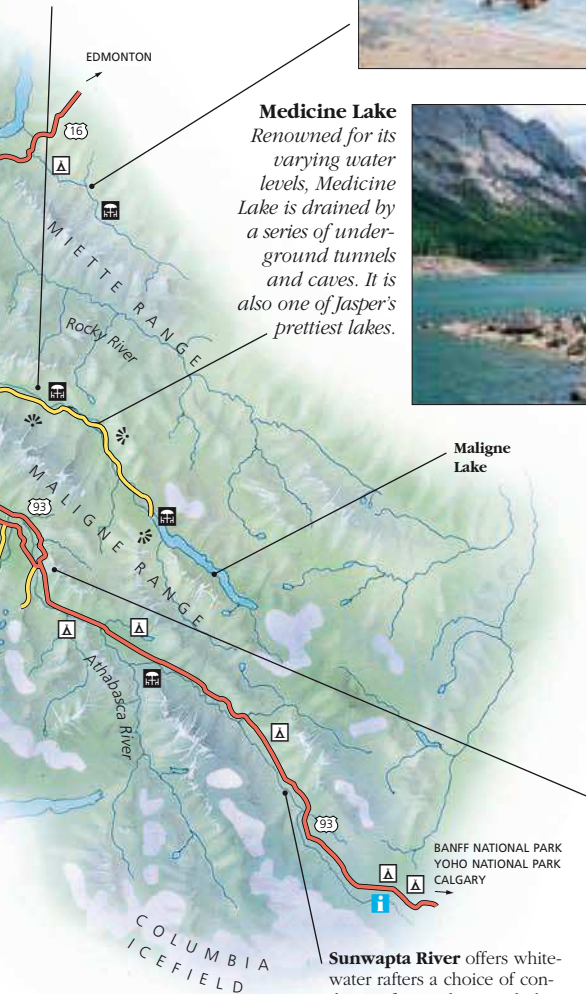 EDMONTON
16
Medicine Lake
Renowned for its
varying water
levels, Medicine
Lake is drained by
a series of under-
ground tunnels
and caves. It is
also one of Jasper's
prettiest lakes.
MIETTE RANGE
Rocky River
Maligne
Lake
MALIGNE RANGE
93
Athabasca River
93
BANFF NATIONAL PARK
YOHO NATIONAL PARK
CALGARY
i
COLUMBIA
ICEFIELD
Sunwapta River offers white-
water rafters a choice of con-